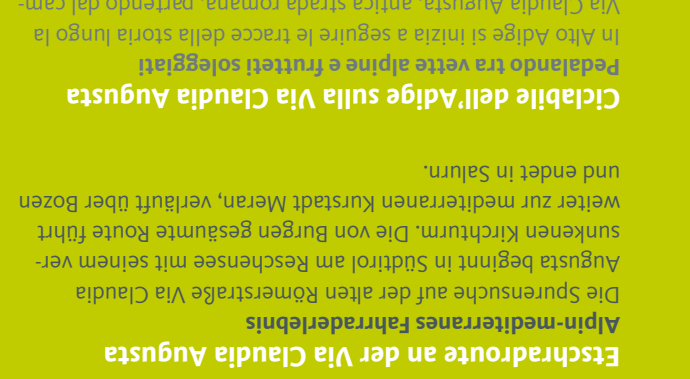 Etschradroute an der Via Claudia Augusta
Alpin-mediterranes Fahrraderlebnis
Die Spurensuche auf der alten Römerstraße Via Claudia
Augusta beginnt in Südtirol am Reschensee mit seinem ver-
sunkenen Kirchturm. Die von Burgen gesäumte Route führt
weiter zur mediterranen Kurstadt Meran, verläuft über Bozen
und endet in Salurn.
Ciclabile dell'Adige sulla Via Claudia Augusta
Pedalando tra vette alpine e frutteti soleggiati
In Alto Adige si inizia a seguire le tracce della storia lungo la
Via Claudia Augusta, antica strada romana, partendo dal cam-